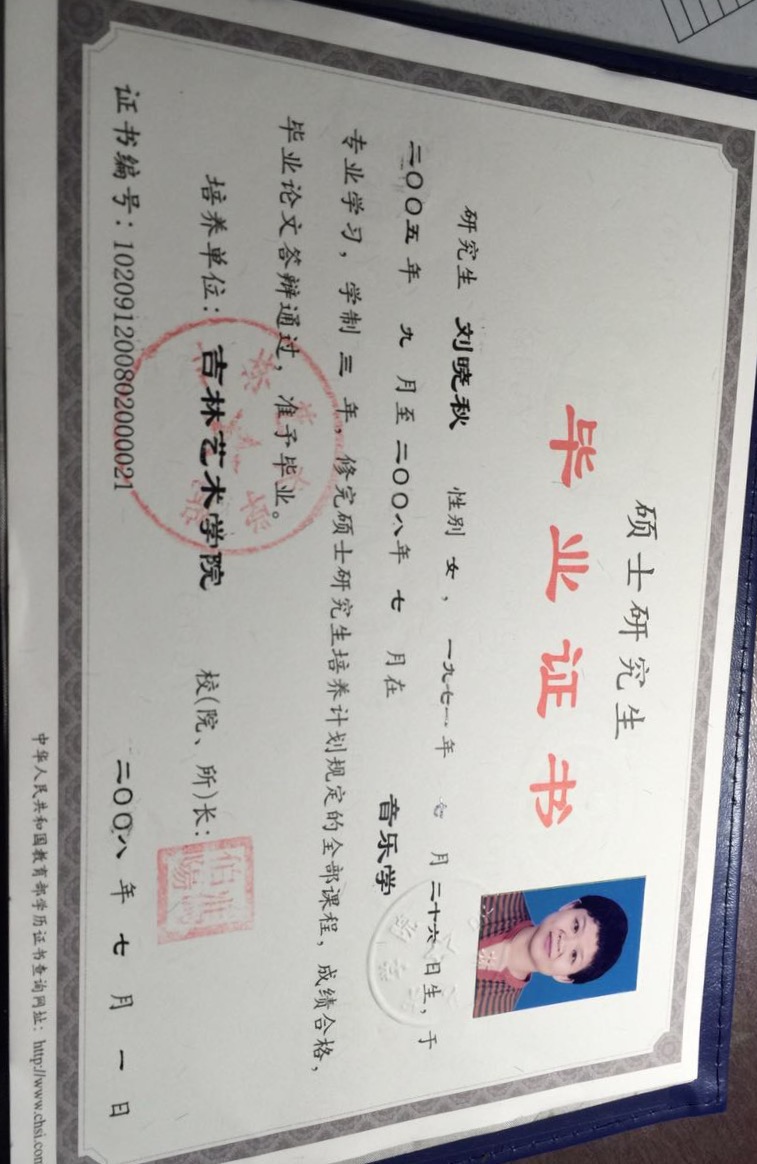 硕士研究生
毕业证书
研究生 刘晓秋 性别 女，一九七一年 七 月 二十六 日生，于
二〇〇五年 九 月至 二〇〇八年 七 月在 音乐学
专业学习，学制 三 年，修完硕士研究生培养计划规定的全部课程，成绩合格，
毕业论文答辩通过，准予毕业。
培养单位：吉林艺术学院 校(院、所)长：
证书编号：102091200802000021 二〇〇八 年 七 月 一 日
中华人民共和国教育部学历证书查询网址：http://www.chsi.com